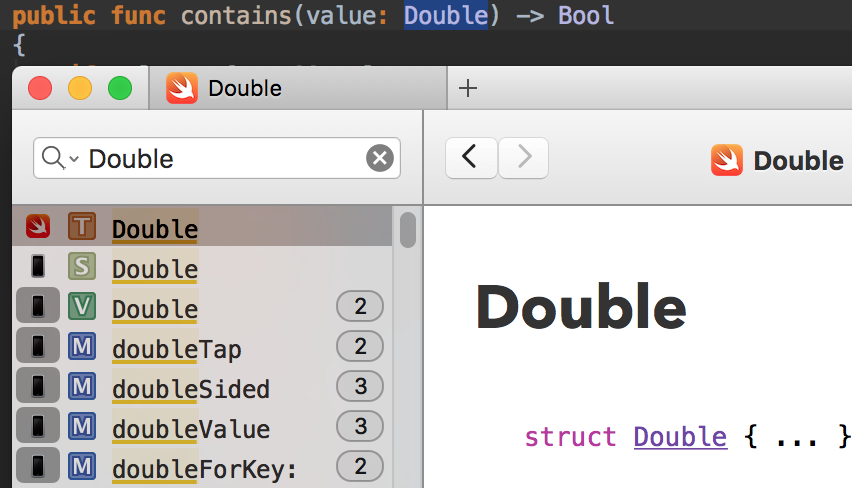 public func contains(value: Double) -> Bool
{
Double
Double
Double
T Double
S Double
V Double 2
M doubleTap 2
M doubleSided 3
M doubleValue 3
M doubleForKey: 2
Double
struct Double { ... }